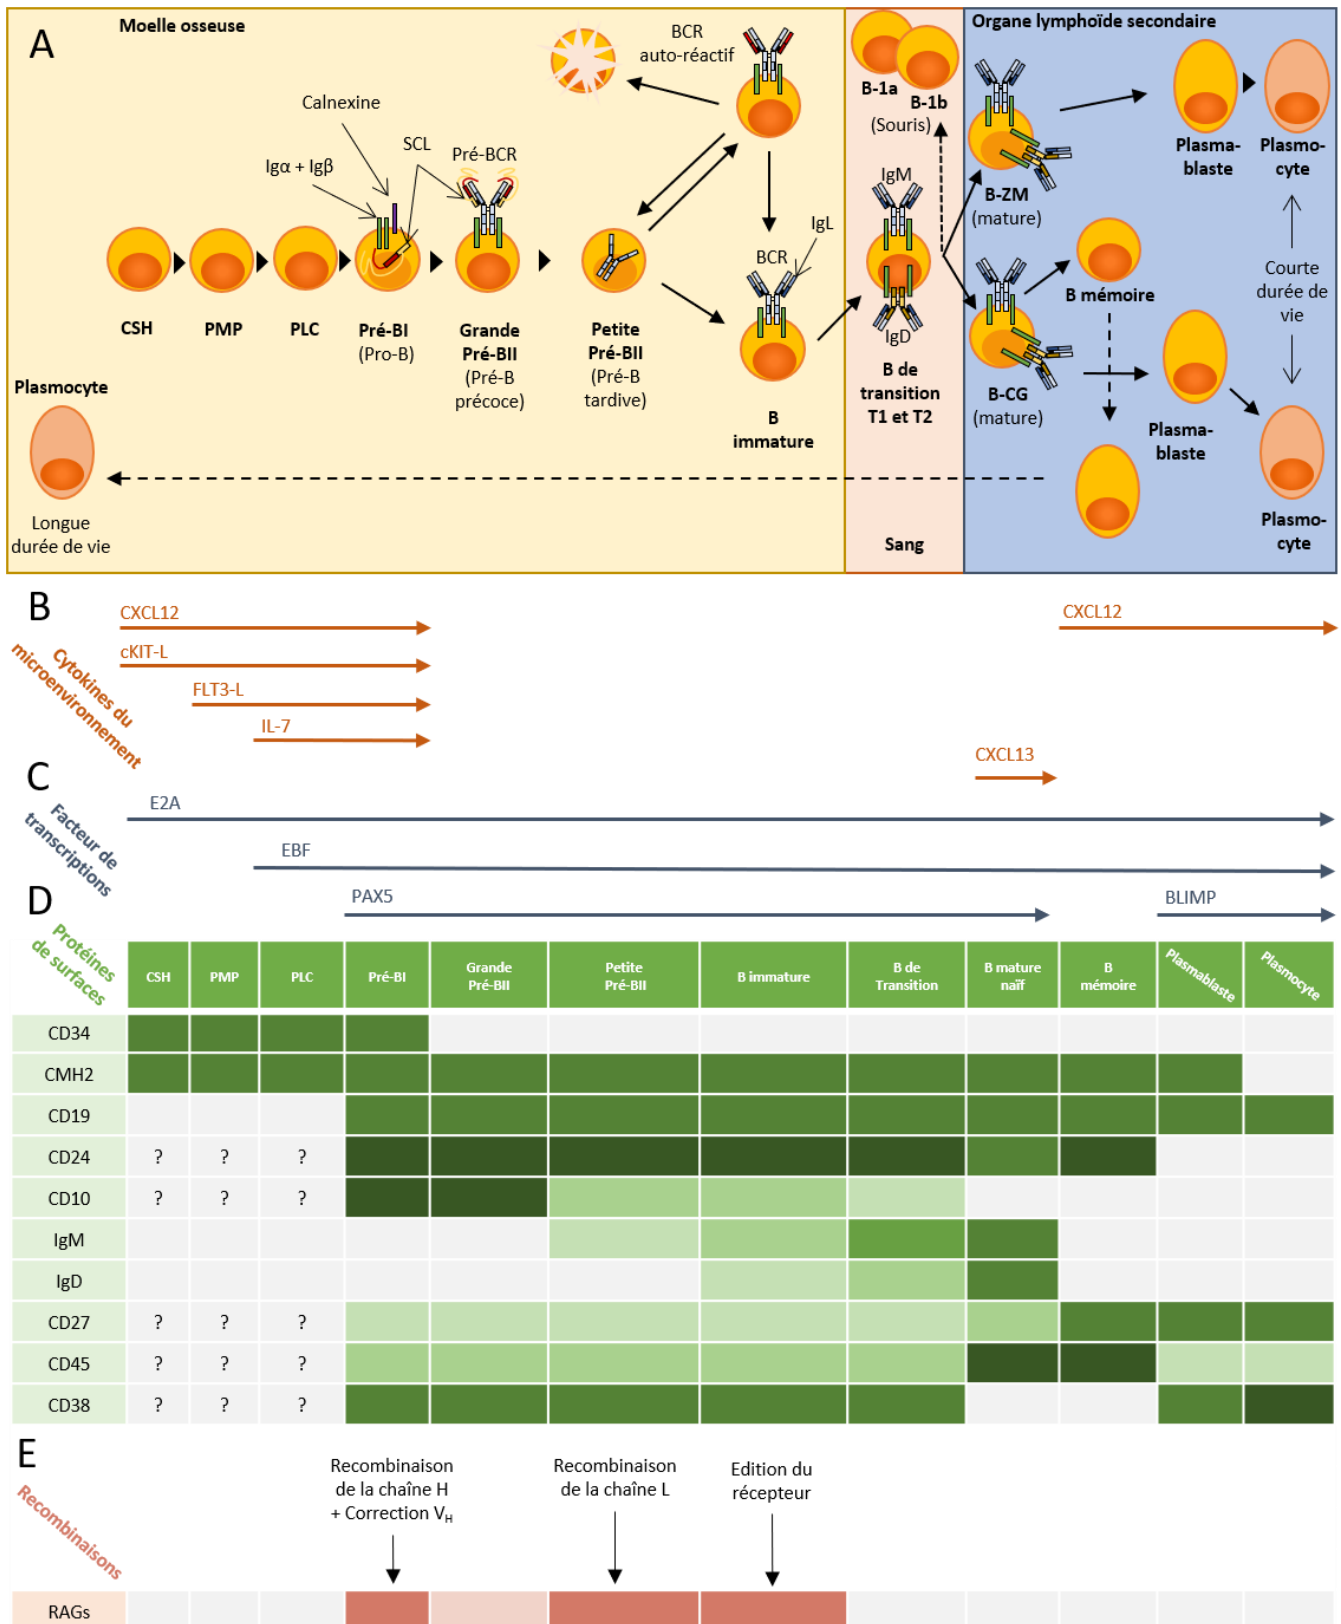 A
Moelle osseuse
Sang
Organe lymphoïde secondaire
BCR
auto-réactif
B-1a
B-1b
(Souris)
Calnexine
SCL
Pré-BCR
Igα + Igβ
IgM
IgL
BCR
IgD
Plasma-
blaste
Plasmo-
cyte
B-ZM
(mature)
B mémoire
Courte
durée de
vie
CSH
PMP
PLC
Pré-BI
(Pro-B)
Grande
Pré-BII
(Pré-B
précoce)
Petite
Pré-BII
(Pré-B
tardive)
B
immature
B de
transition
T1 et T2
B-CG
(mature)
Plasma-
blaste
Plasmo-
cyte
Plasmocyte
Longue
durée de vie
B
Cytokines du
microenvironnement
CXCL12
CXCL12
cKIT-L
FLT3-L
IL-7
CXCL13
C
Facteur de
transcriptions
E2A
EBF
PAX5
BLIMP
D
Protéines
de surfaces
CSH
PMP
PLC
Pré-BI
Grande
Pré-BII
Petite
Pré-BII
B immature
B de
Transition
B mature
naïf
B
mémoire
Plasmablaste
Plasmocyte
CD34
CMH2
CD19
CD24 ? ? ?
CD10 ? ? ?
IgM
IgD
CD27 ? ? ?
CD45 ? ? ?
CD38 ? ? ?
E
Recombinaisons
Recombinaison
de la chaîne H
+ Correction VH
Recombinaison
de la chaîne L
Edition du
récepteur
RAGs